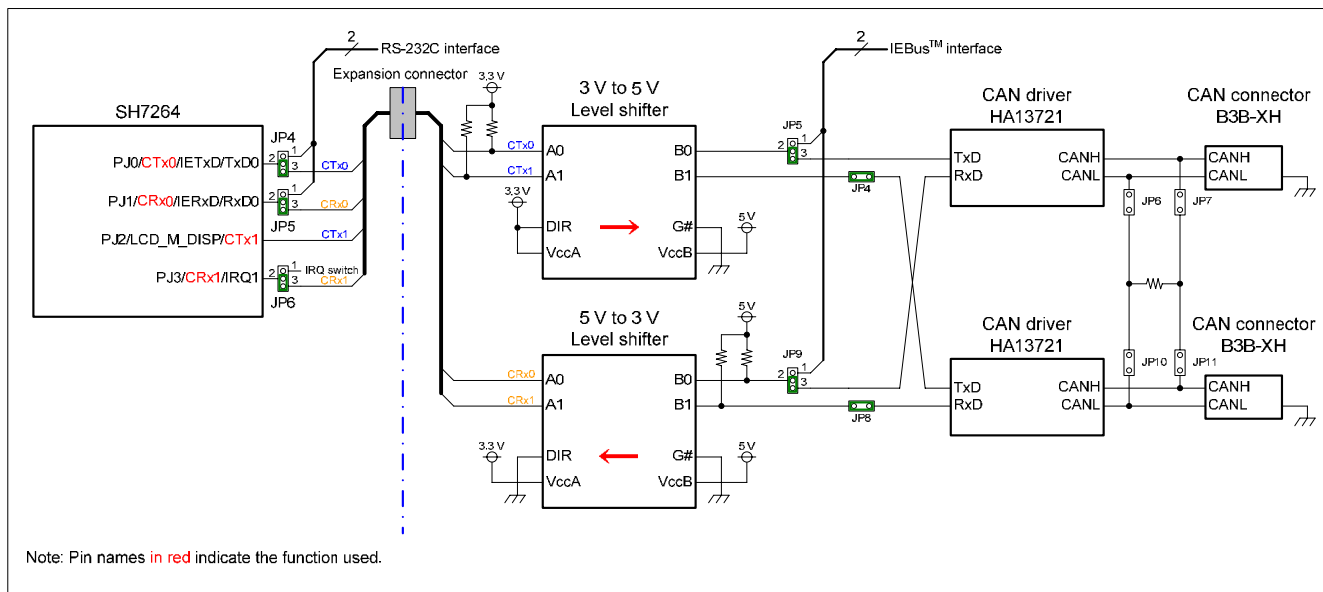 2
RS-232C interface
2
IEBus™ interface
Expansion connector
3.3 V
3 V to 5 V
Level shifter
CAN driver
HA13721
CAN connector
B3B-XH
SH7264
JP4
1
2
3
PJ0/CTx0/IETxD/TxD0
CTx0
PJ1/CRx0/IERxD/RxD0
1
2
3
JP5
CRx0
PJ2/LCD_M_DISP/CTx1
CTx1
PJ3/CRx1/IRQ1
1
2
3
JP6
IRQ switch
CRx1
CTx0
CTx1
3.3 V
A0
A1
DIR
VccA
B0
B1
G#
VccB
5 V
JP5
1
2
3
JP4
TxD
RxD
CANH
CANL
CANH
CANL
JP6
JP7
5 V to 3 V
Level shifter
5 V
CAN driver
HA13721
CAN connector
B3B-XH
CRx0
CRx1
3.3 V
A0
A1
DIR
VccA
B0
B1
G#
VccB
5 V
JP9
1
2
3
JP8
TxD
RxD
CANH
CANL
JP10
JP11
CANH
CANL
Note: Pin names in red indicate the function used.